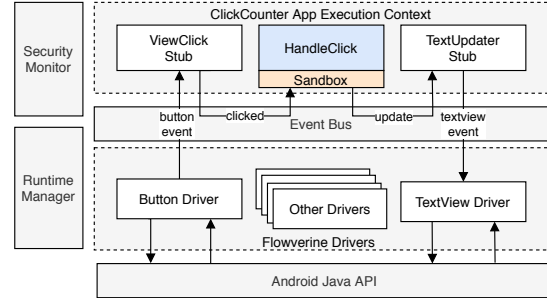 ClickCounter App Execution Context
Security
Monitor
ViewClick
Stub
HandleClick
Sandbox
TextUpdater
Stub
button
event
clicked
update
textview
event
Event Bus
Runtime
Manager
Button Driver
Other Drivers
TextView Driver
Flowverine Drivers
Android Java API